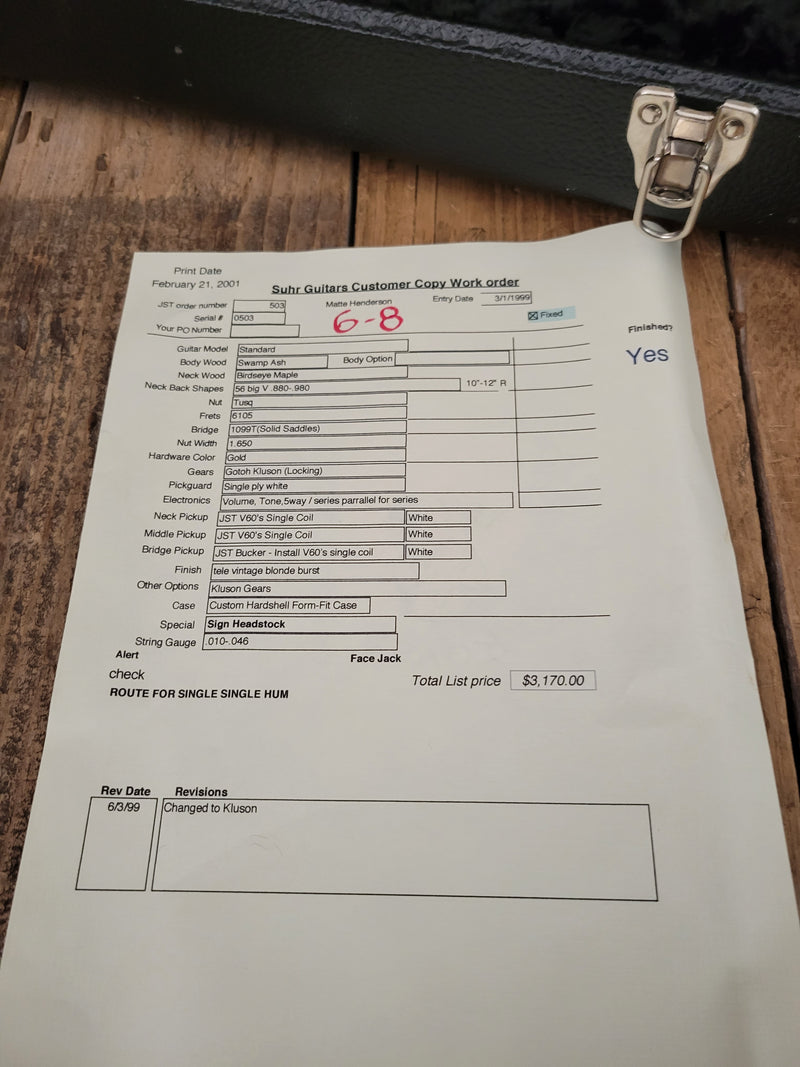 Print Date
February 21, 2001
Suhr Guitars Customer Copy Work order
JST order number 503 Matte Henderson Entry Date 3/1/1999
Serial # 0503 6-8 Fixed
Your PO Number Finished?
Yes
Guitar Model Standard
Body Wood Swamp Ash Body Option
Neck Wood Birdseye Maple
Neck Back Shapes 56 big V .880-.980 10"-12" R
Nut Tusq
Frets 6105
Bridge 1099T(Solid Saddles)
Nut Width 1.650
Hardware Color Gold
Gears Gotoh Kluson (Locking)
Pickguard Single ply white
Electronics Volume, Tone,5way / series parrallel for series
Neck Pickup JST V60's Single Coil White
Middle Pickup JST V60's Single Coil White
Bridge Pickup JST Bucker - Install V60's single coil White
Finish tele vintage blonde burst
Other Options Kluson Gears
Case Custom Hardshell Form-Fit Case
Special Sign Headstock
String Gauge .010-.046
Alert Face Jack
check Total List price $3,170.00
ROUTE FOR SINGLE SINGLE HUM
Rev Date Revisions
6/3/99 Changed to Kluson